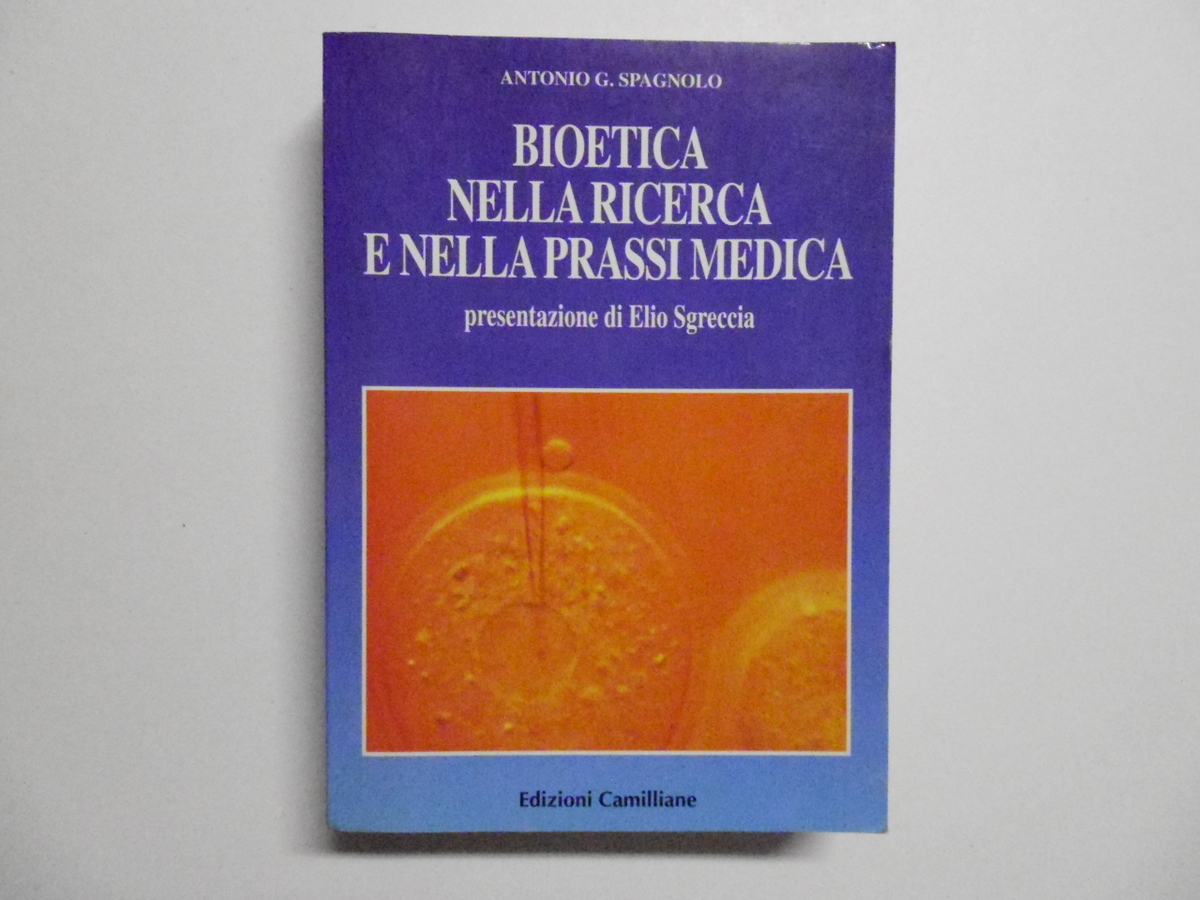 ANTONIO G. SPAGNOLO
BIOETICA
NELLA RICERCA
E NELLA PRASSI MEDICA
presentazione di Elio Sgreccia
Edizioni Camilliane